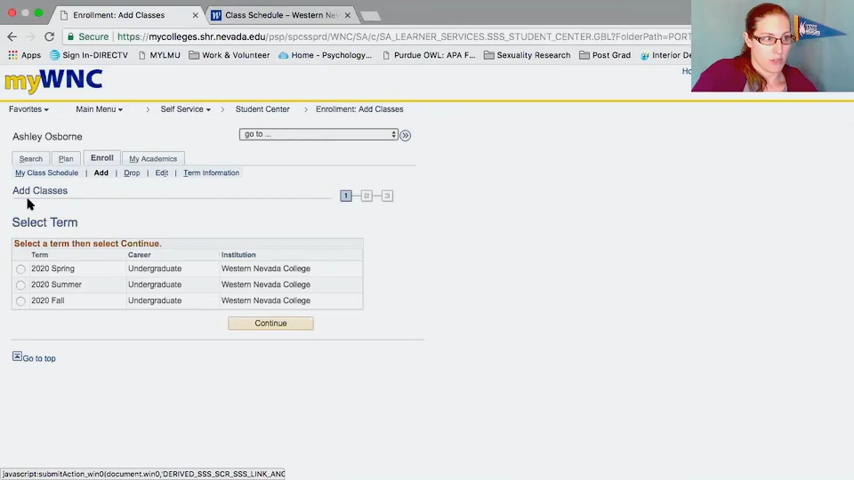 Enrollment: Add Classes
Class Schedule – Western Nev
Secure
https://mycolleges.shr.nevada.edu/psp/spcssprd/WNC/SA/c/SA_LEARNER_SERVICES.SSS_STUDENT_CENTER.GBL?FolderPath=PORT
Apps
Sign In-DIRECTV
MYLMU
Work & Volunteer
Home - Psychology...
Purdue OWL: APA F...
Sexuality Research
Post Grad
Interior De
myWNC
Ho
Favorites
Main Menu
Self Service
Student Center
Enrollment: Add Classes
Ashley Osborne
go to ...
Search
Plan
Enroll
My Academics
My Class Schedule
Add
Drop
Edit
Term Information
Add Classes
1
2
3
Select Term
Select a term then select Continue.
Term Career Institution
2020 Spring Undergraduate Western Nevada College
2020 Summer Undergraduate Western Nevada College
2020 Fall Undergraduate Western Nevada College
Continue
Go to top
javascript:submitAction_win0(document.win0,'DERIVED_SSS_SCR_SSS_LINK_ANC